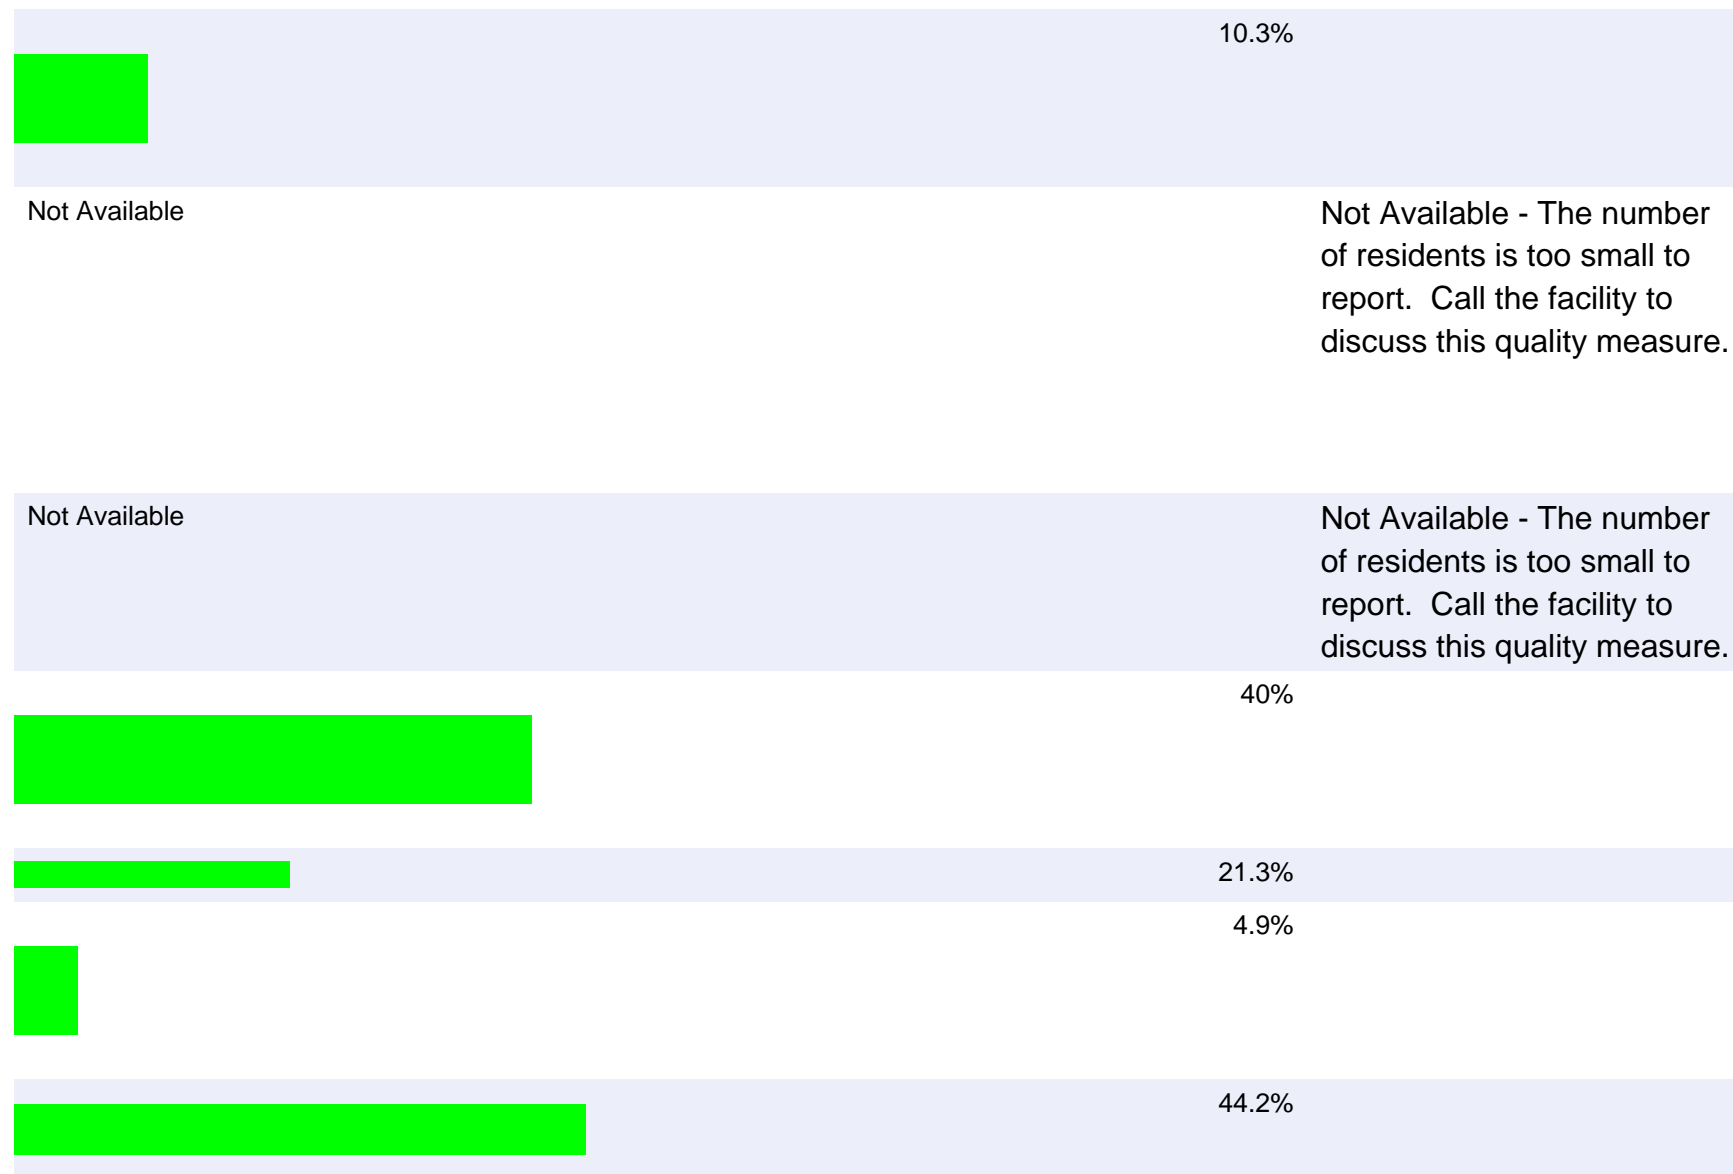 10.3%
Not Available
Not Available - The number
of residents is too small to
report.  Call the facility to
discuss this quality measure.
Not Available
Not Available - The number
of residents is too small to
report.  Call the facility to
discuss this quality measure.
40%
21.3%
4.9%
44.2%